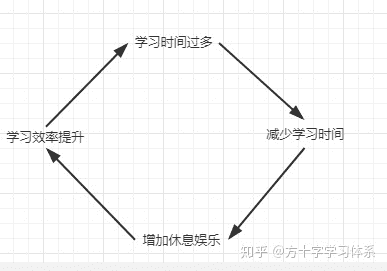 学习时间过多
减少学习时间
学习效率提升
增加休息娱乐
知乎 @方十字学习体系